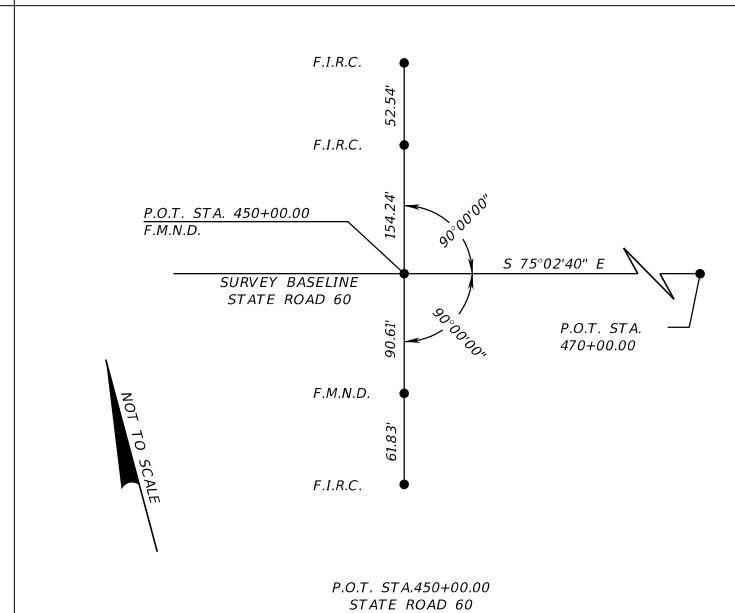 F.I.R.C.
52.54'
F.I.R.C.
154.24'
90°00'00"
P.O.T. STA. 450+00.00
F.M.N.D.
S 75°02'40" E
SURVEY BASELINE
STATE ROAD 60
90°00'00"
90.61'
P.O.T. STA.
470+00.00
F.M.N.D.
61.83'
F.I.R.C.
NOT TO SCALE
P.O.T. STA.450+00.00
STATE ROAD 60